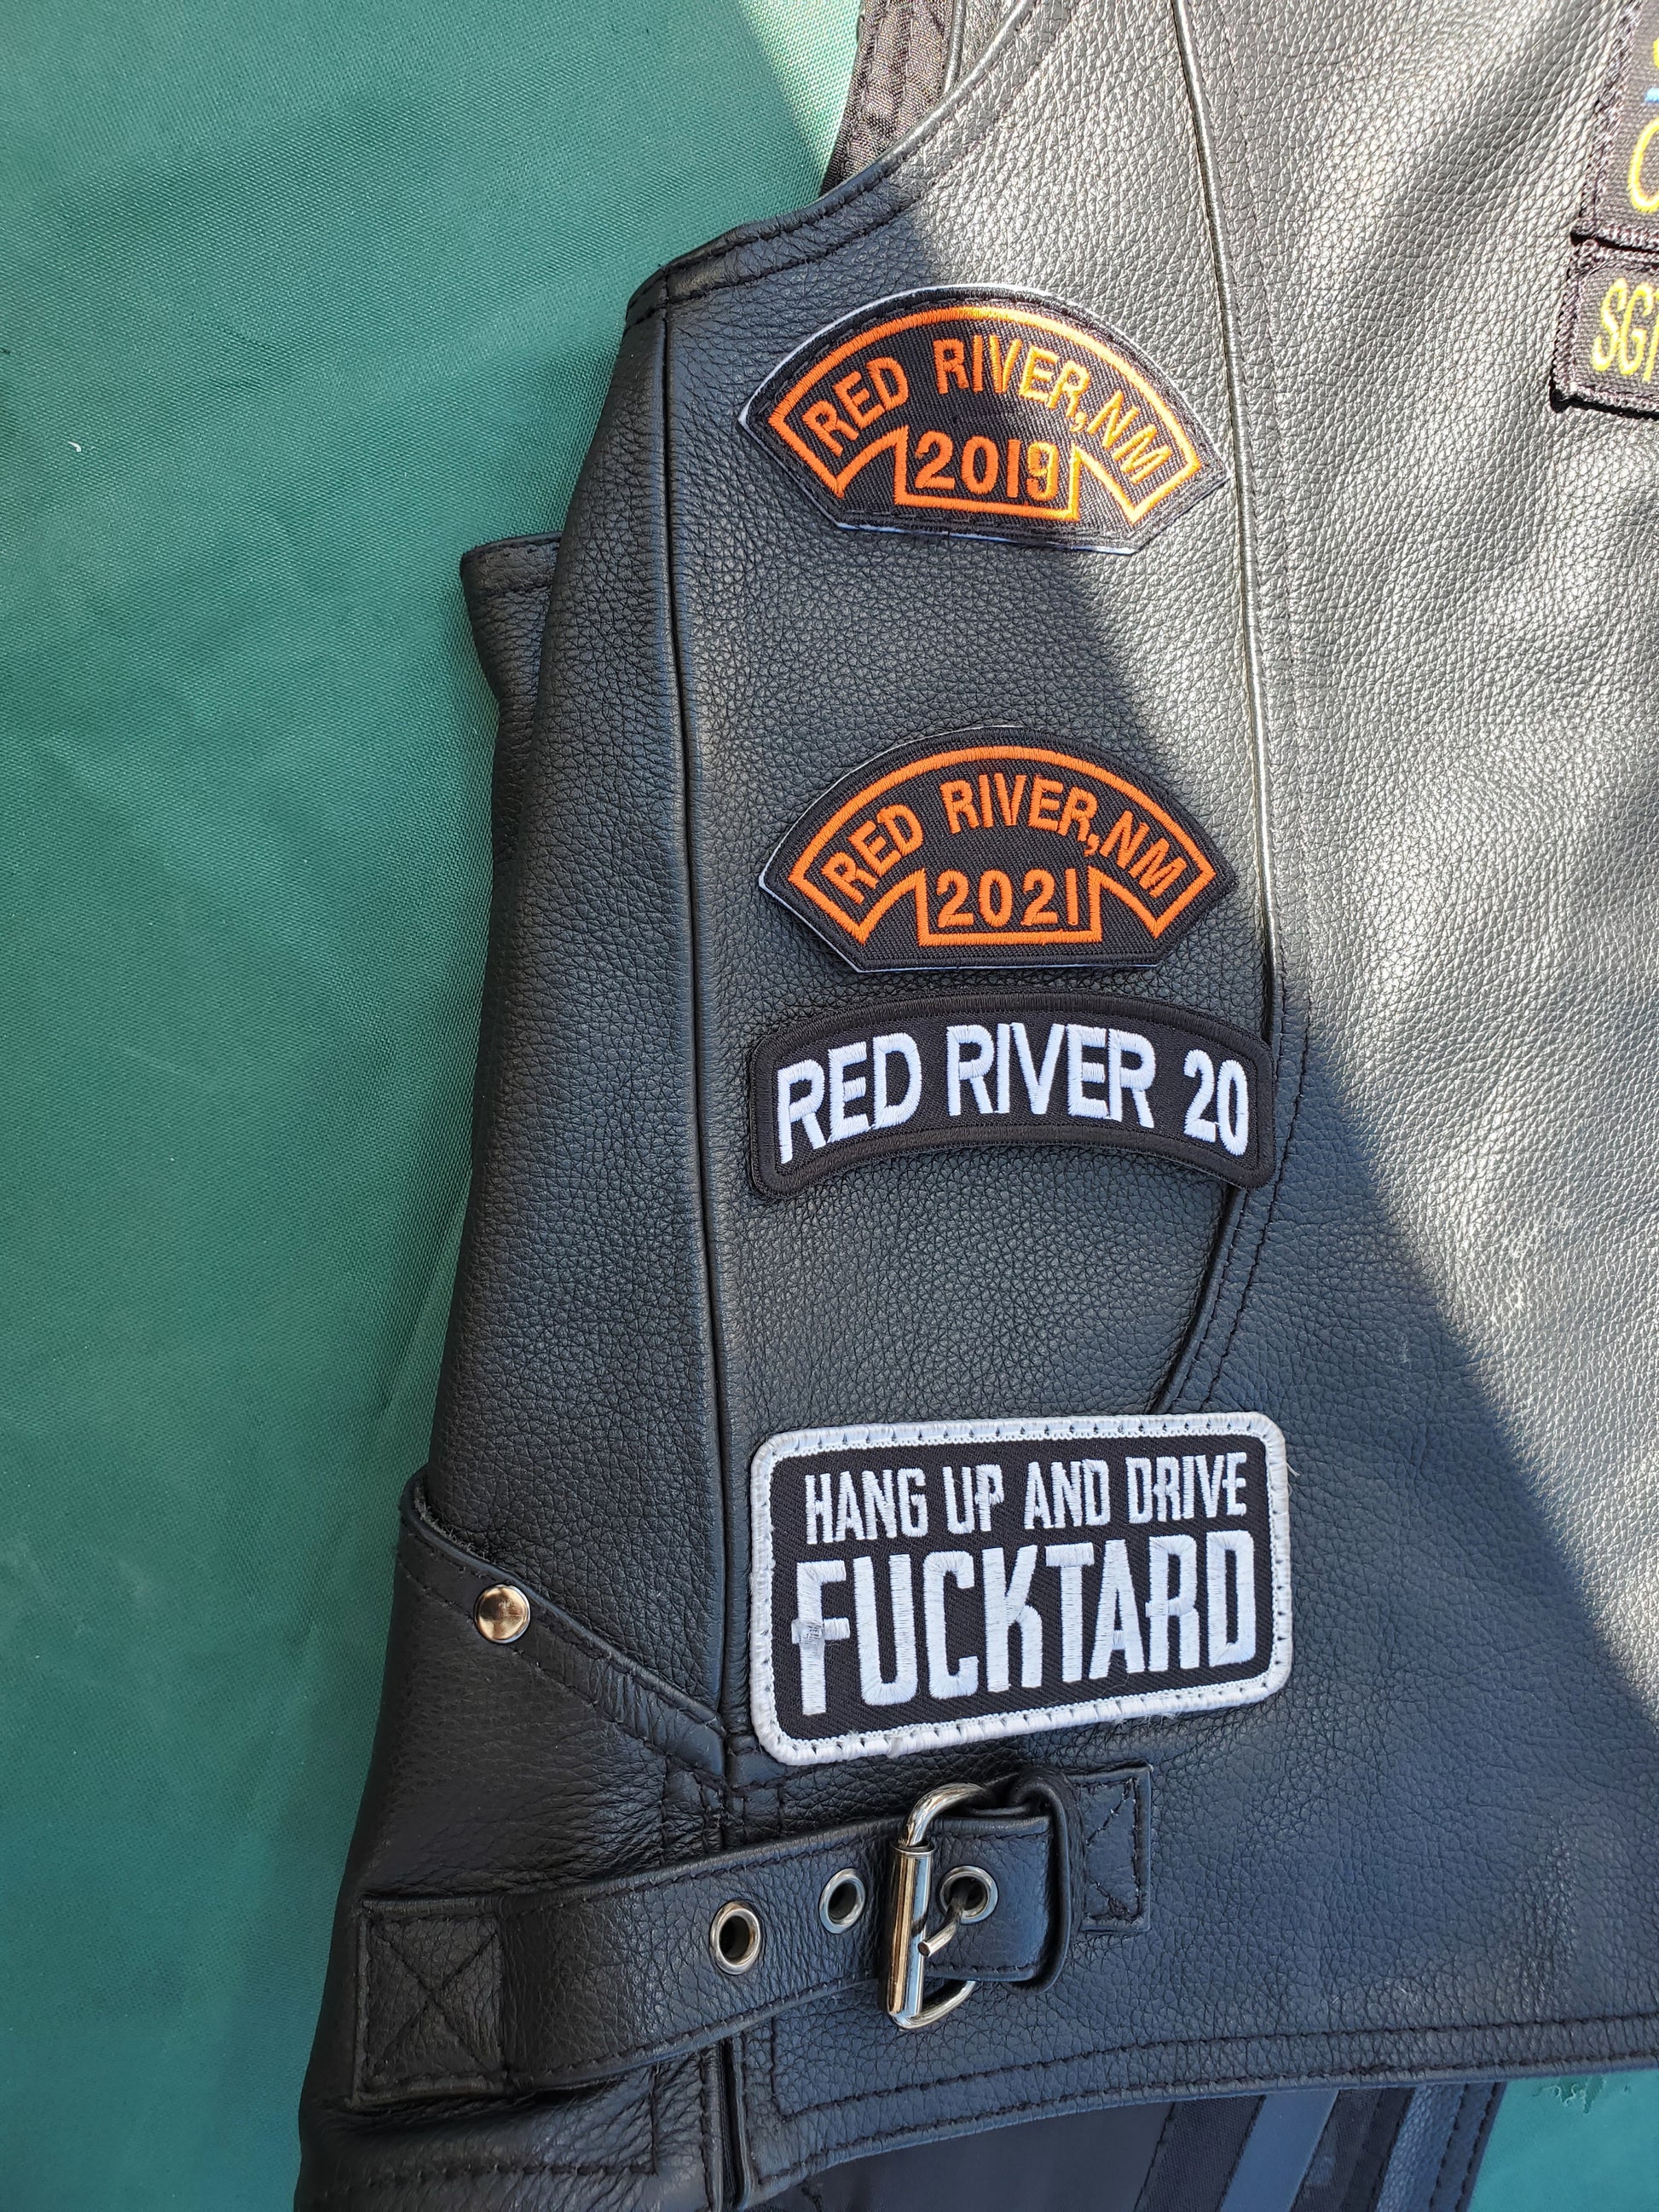 RED RIVER, NM
2019
RED RIVER, NM
2021
RED RIVER 20
HANG UP AND DRIVE
FUCKTARD